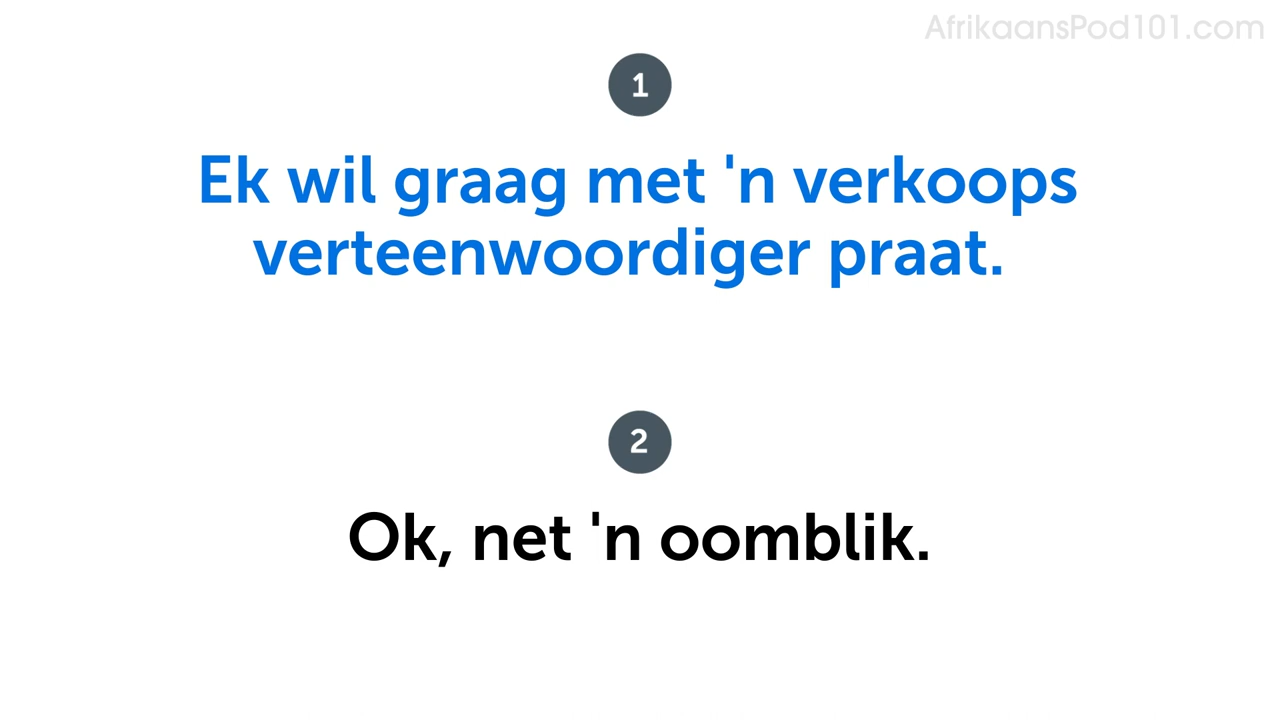 AfrikaansPod101.com
1
Ek wil graag met 'n verkoops
verteenwoordiger praat.
2
Ok, net 'n oomblik.